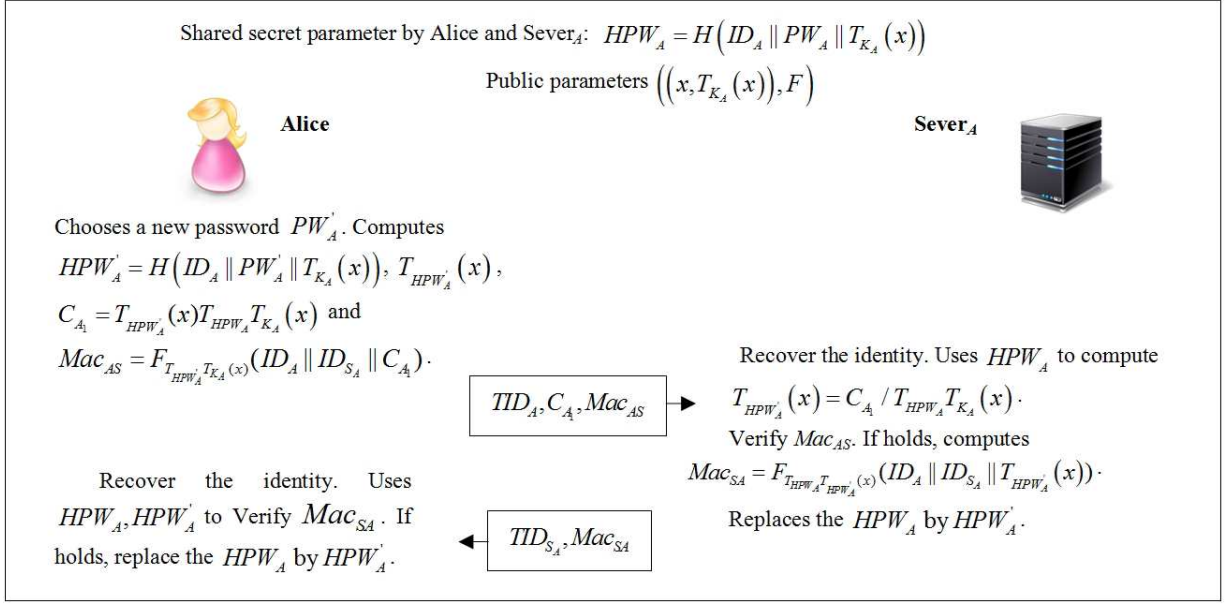 Shared secret parameter by Alice and Sever_A: HPW_A = H(ID_A || PW_A || T_{K_A}(x))
Public parameters ((x, T_{K_A}(x)), F)
Alice
Sever_A
Chooses a new password PW'_A. Computes
HPW'_A = H(ID_A || PW'_A || T_{K_A}(x)), T_{HPW'_A}(x),
C_{A_1} = T_{HPW'_A}(x)T_{HPW_A}T_{K_A}(x) and
Mac_{AS} = F_{T_{HPW'_A}T_{K_A}(x)}(ID_A || ID_{S_A} || C_{A_1}).
TID_A, C_{A_1}, Mac_{AS}
Recover the identity. Uses HPW_A to compute
T_{HPW'_A}(x) = C_{A_1} / T_{HPW_A}T_{K_A}(x).
Verify Mac_{AS}. If holds, computes
Mac_{SA} = F_{T_{HPW_A}T_{HPW'_A}(x)}(ID_A || ID_{S_A} || T_{HPW'_A}(x)).
Replaces the HPW_A by HPW'_A.
Recover the identity. Uses
HPW_A, HPW'_A to Verify Mac_{SA}. If
holds, replace the HPW_A by HPW'_A.
TID_{S_A}, Mac_{SA}